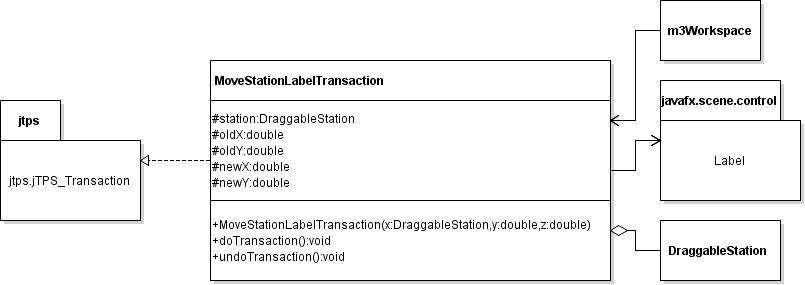 m3Workspace
MoveStationLabelTransaction
#station:DraggableStation
#oldX:double
#oldY:double
#newX:double
#newY:double
+MoveStationLabelTransaction(x:DraggableStation,y:double,z:double)
+doTransaction():void
+undoTransaction():void
jtps
jtps.jTPS_Transaction
javafx.scene.control
Label
DraggableStation